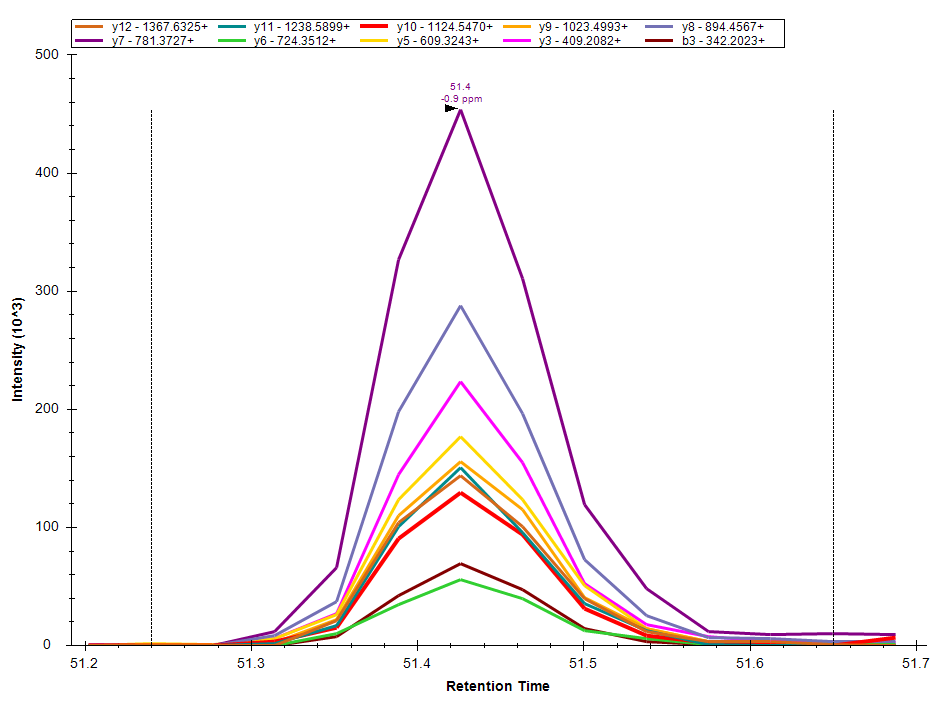 y12 - 1367.6325+ y11 - 1238.5899+ y10 - 1124.5470+ y9 - 1023.4993+ y8 - 894.4567+
y7 - 781.3727+ y6 - 724.3512+ y5 - 609.3243+ y3 - 409.2082+ b3 - 342.2023+
51.4
-0.9 ppm
500
400
300
200
100
0
Intensity (10^3)
51.2 51.3 51.4 51.5 51.6 51.7
Retention Time